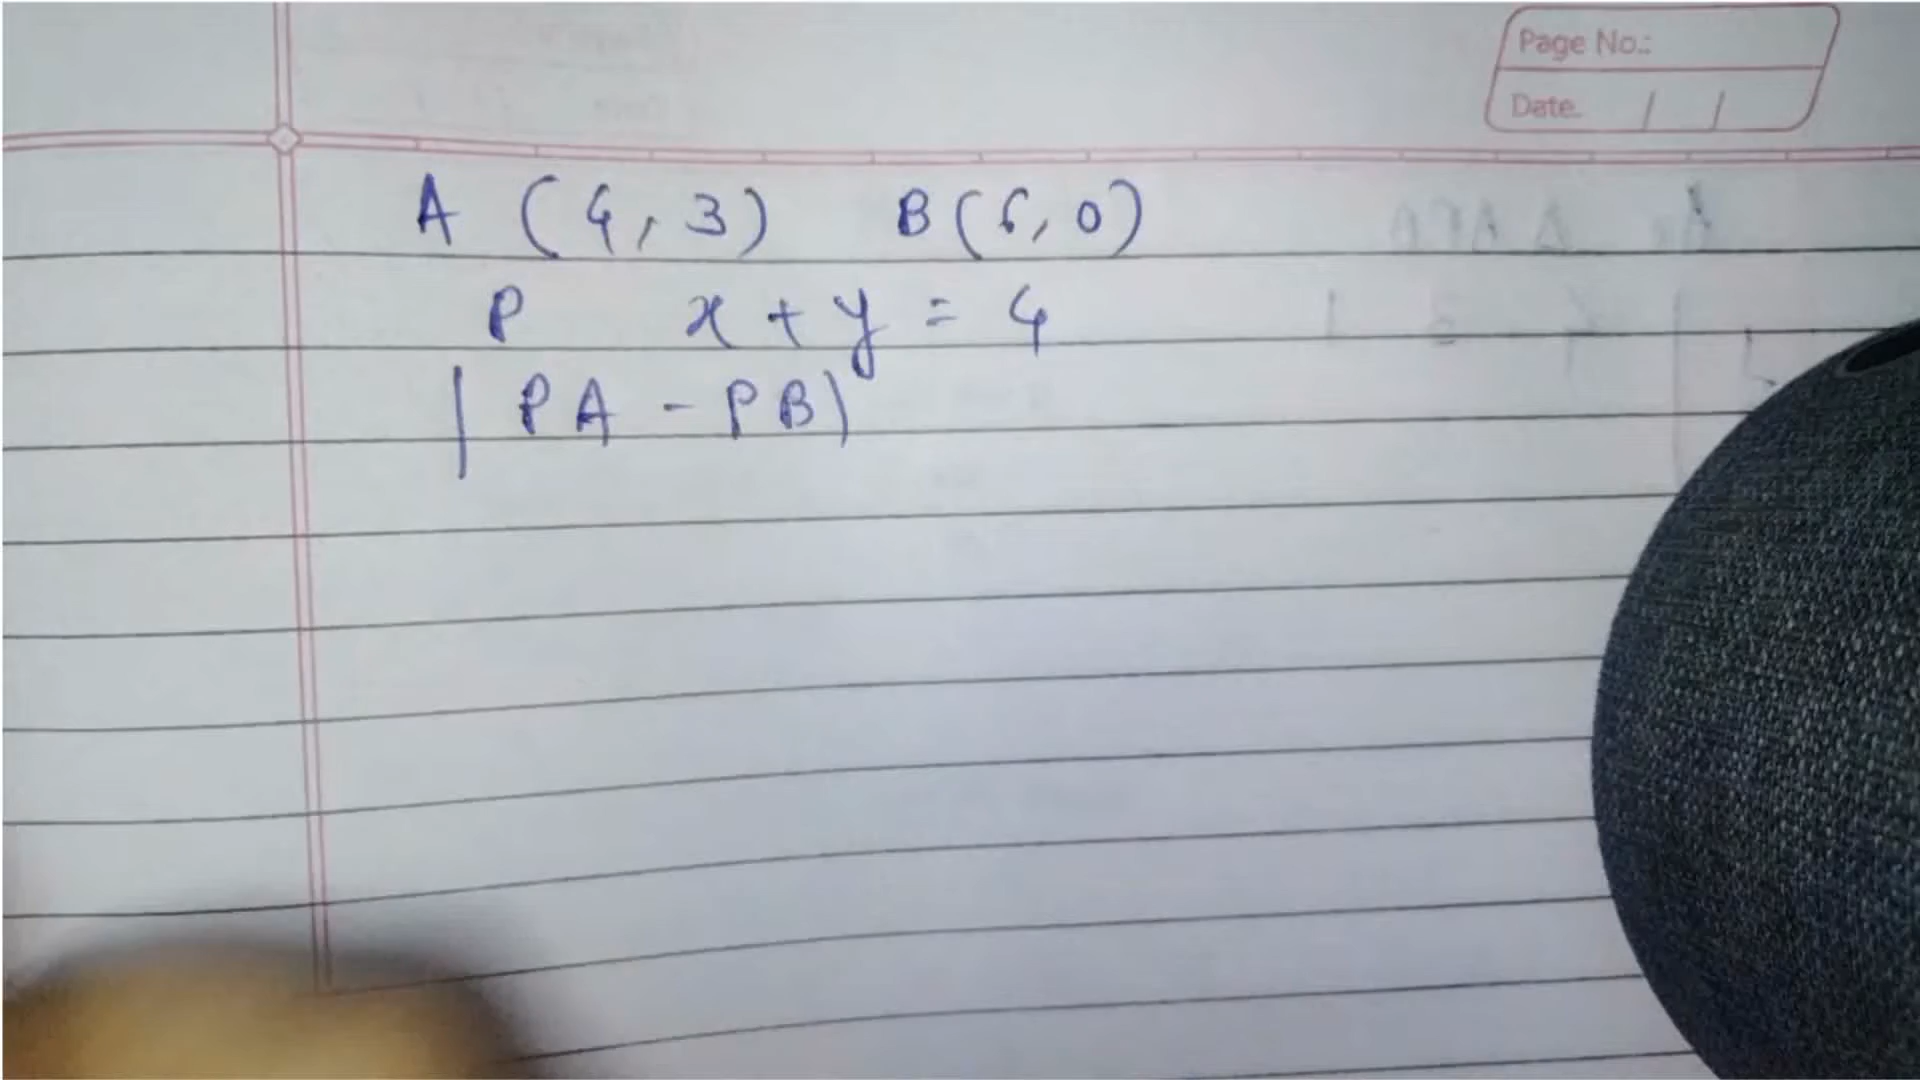 Page No.:
Date.   /   /
A (4, 3)   B(6, 0)
P   x + y = 4
| PA - PB|